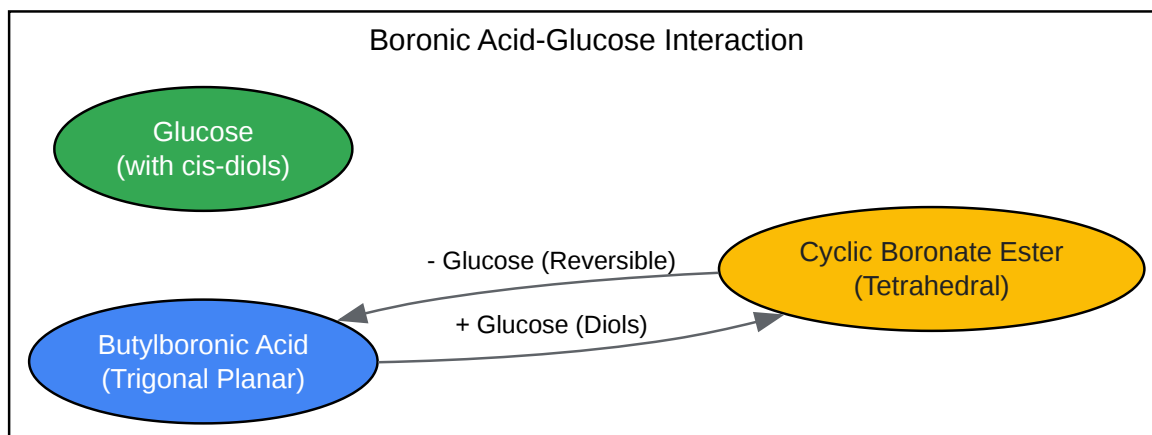 Boronic Acid-Glucose Interaction
Glucose
(with cis-diols)
- Glucose (Reversible)
Cyclic Boronate Ester
(Tetrahedral)
+ Glucose (Diols)
Butylboronic Acid
(Trigonal Planar)